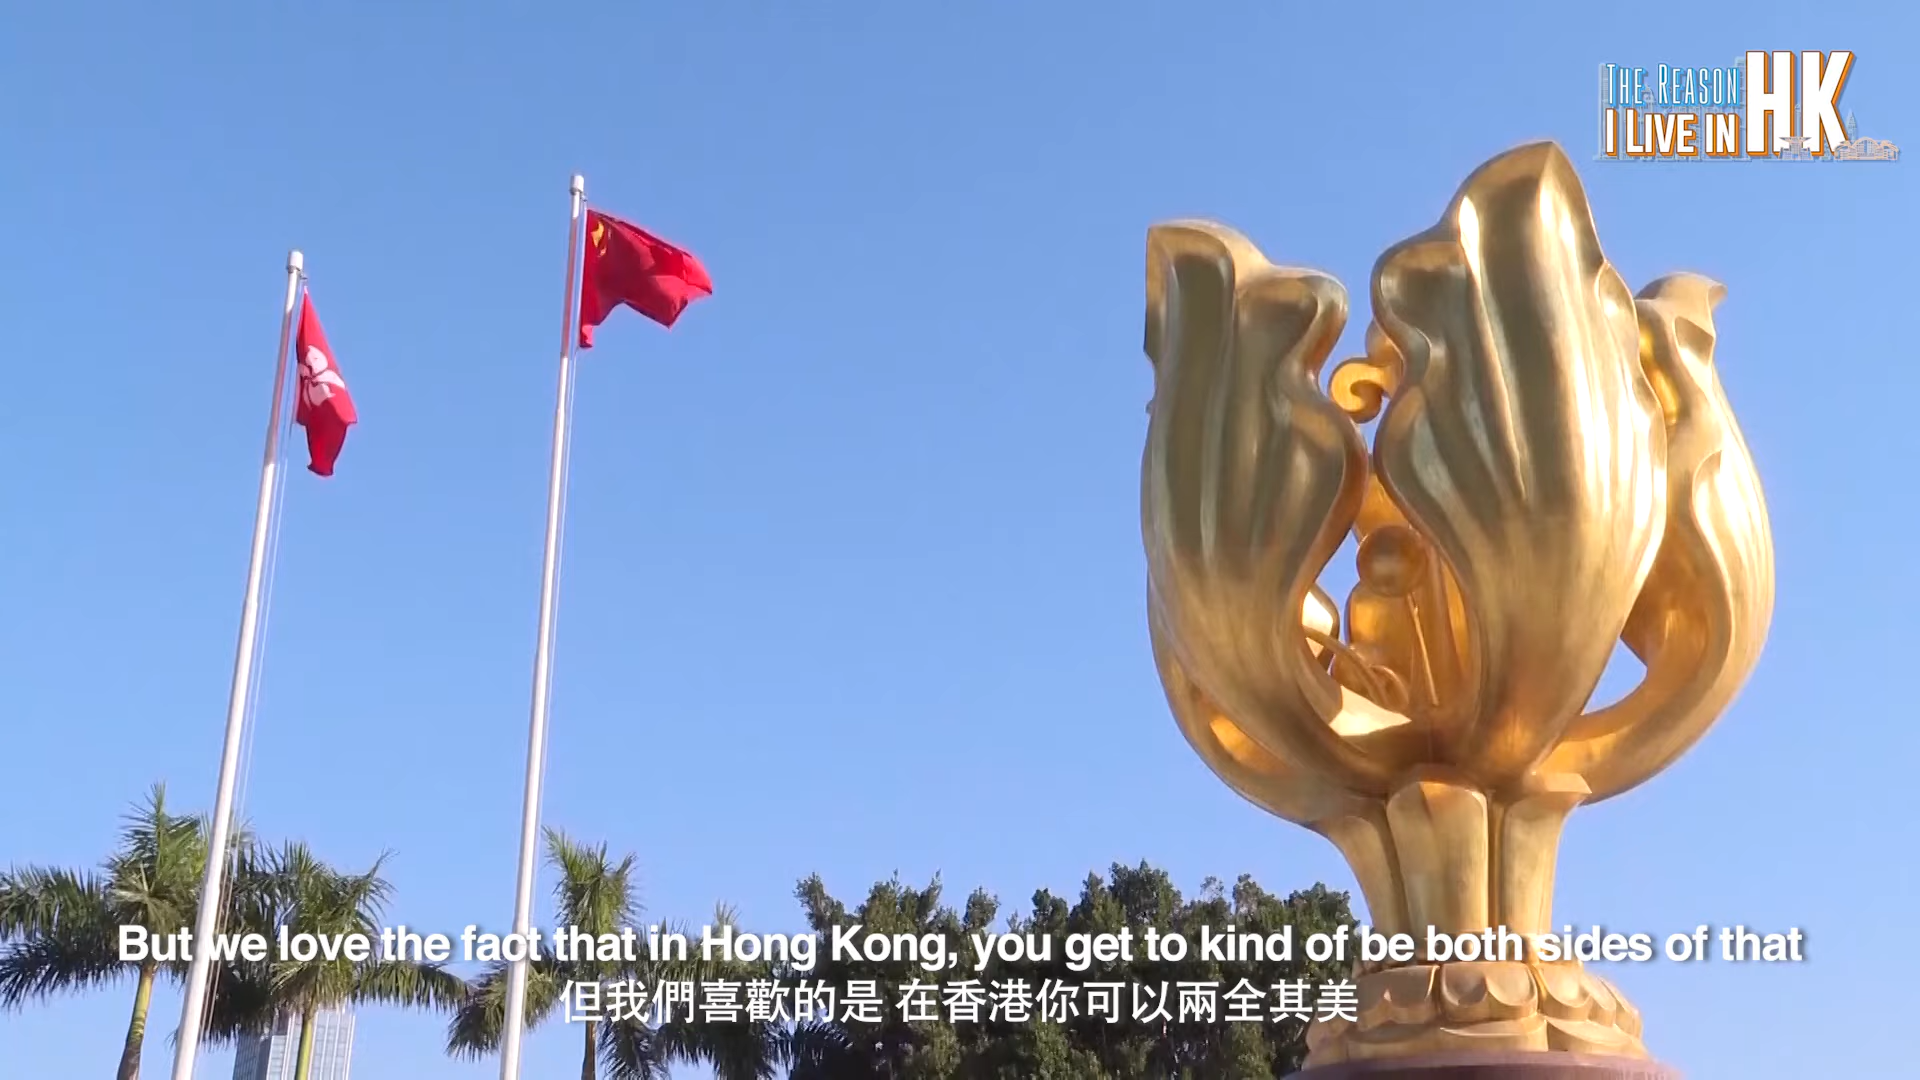 THE REASON
I LIVE IN HK
But we love the fact that in Hong Kong, you get to kind of be both sides of that
但我們喜歡的是 在香港你可以兩全其美